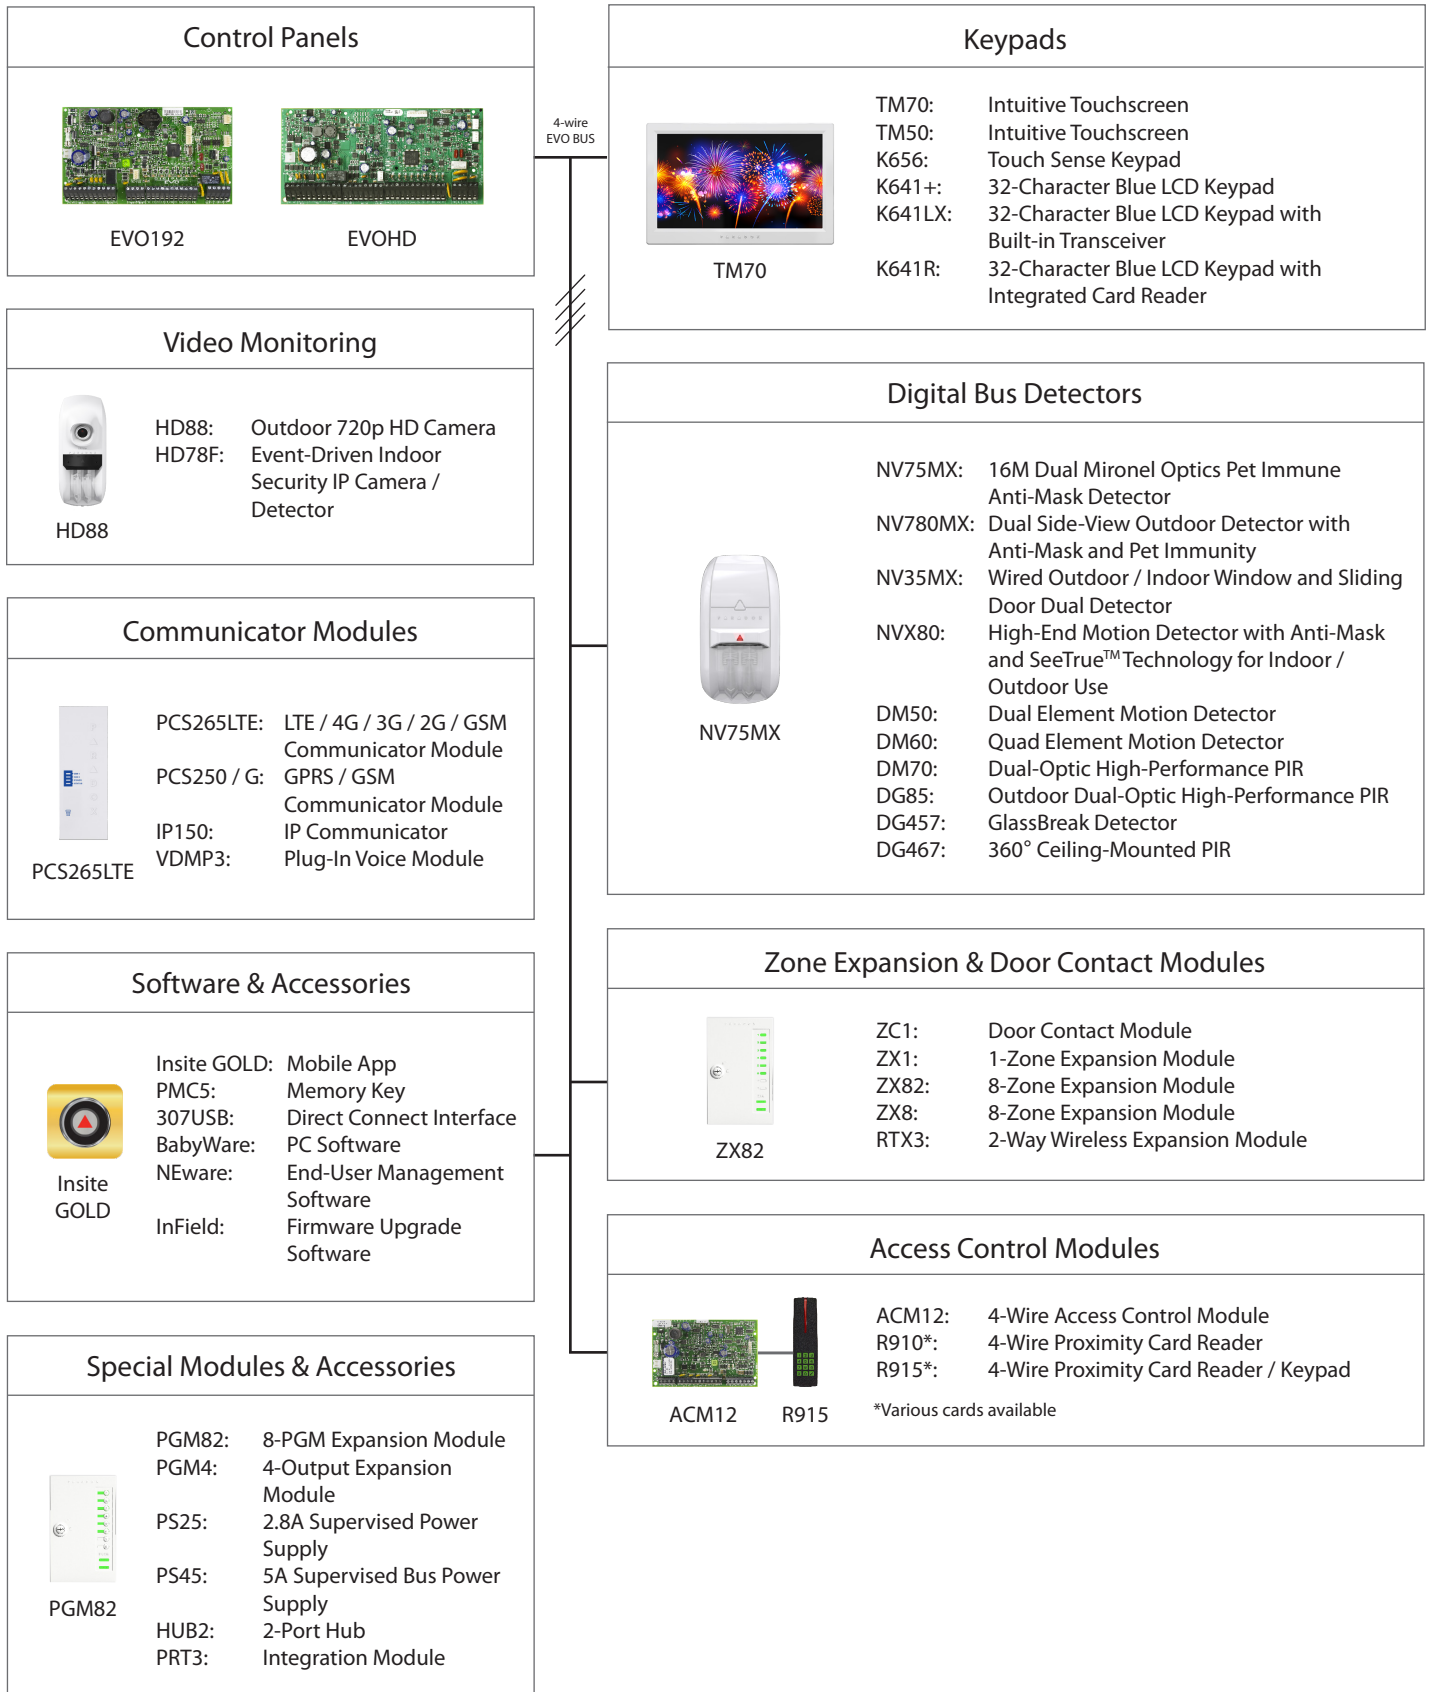 Control Panels
EVO192
EVOHD
4-wire
EVO BUS
Keypads
TM70
TM70: Intuitive Touchscreen
TM50: Intuitive Touchscreen
K656: Touch Sense Keypad
K641+: 32-Character Blue LCD Keypad
K641LX: 32-Character Blue LCD Keypad with
Built-in Transceiver
K641R: 32-Character Blue LCD Keypad with
Integrated Card Reader
Video Monitoring
HD88
HD88: Outdoor 720p HD Camera
HD78F: Event-Driven Indoor
Security IP Camera /
Detector
Digital Bus Detectors
NV75MX
NV75MX: 16M Dual Mironel Optics Pet Immune
Anti-Mask Detector
NV780MX: Dual Side-View Outdoor Detector with
Anti-Mask and Pet Immunity
NV35MX: Wired Outdoor / Indoor Window and Sliding
Door Dual Detector
NVX80: High-End Motion Detector with Anti-Mask
and SeeTrue™ Technology for Indoor /
Outdoor Use
DM50: Dual Element Motion Detector
DM60: Quad Element Motion Detector
DM70: Dual-Optic High-Performance PIR
DG85: Outdoor Dual-Optic High-Performance PIR
DG457: GlassBreak Detector
DG467: 360° Ceiling-Mounted PIR
Communicator Modules
PCS265LTE
PCS265LTE: LTE / 4G / 3G / 2G / GSM
Communicator Module
PCS250 / G: GPRS / GSM
Communicator Module
IP150: IP Communicator
VDMP3: Plug-In Voice Module
Software & Accessories
Insite
GOLD
Insite GOLD: Mobile App
PMC5: Memory Key
307USB: Direct Connect Interface
BabyWare: PC Software
NEware: End-User Management
Software
InField: Firmware Upgrade
Software
Zone Expansion & Door Contact Modules
ZX82
ZC1: Door Contact Module
ZX1: 1-Zone Expansion Module
ZX82: 8-Zone Expansion Module
ZX8: 8-Zone Expansion Module
RTX3: 2-Way Wireless Expansion Module
Access Control Modules
ACM12
R915
ACM12: 4-Wire Access Control Module
R910*: 4-Wire Proximity Card Reader
R915*: 4-Wire Proximity Card Reader / Keypad
*Various cards available
Special Modules & Accessories
PGM82
PGM82: 8-PGM Expansion Module
PGM4: 4-Output Expansion
Module
PS25: 2.8A Supervised Power
Supply
PS45: 5A Supervised Bus Power
Supply
HUB2: 2-Port Hub
PRT3: Integration Module